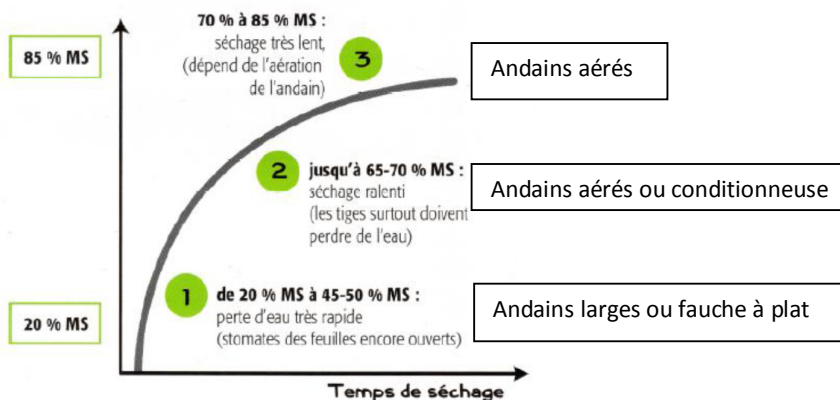 70 % à 85 % MS :
séchage très lent,
(dépend de l'aération
de l'andain)
3
85 % MS
Andains aérés
2
jusqu'à 65-70 % MS :
séchage ralenti
(les tiges surtout doivent
perdre de l'eau)
Andains aérés ou conditionneuse
1
de 20 % MS à 45-50 % MS :
perte d'eau très rapide
(stomates des feuilles encore ouverts)
20 % MS
Andains larges ou fauche à plat
Temps de séchage